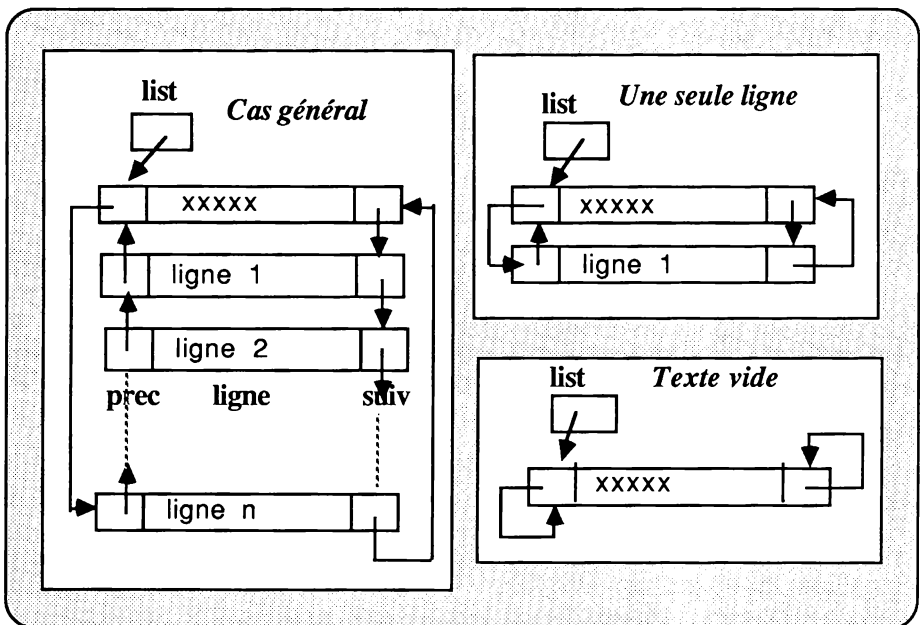 list
Cas général
xxxxx
ligne 1
ligne 2
prec ligne suiv
ligne n
list
Une seule ligne
xxxxx
ligne 1
list
Texte vide
xxxxx